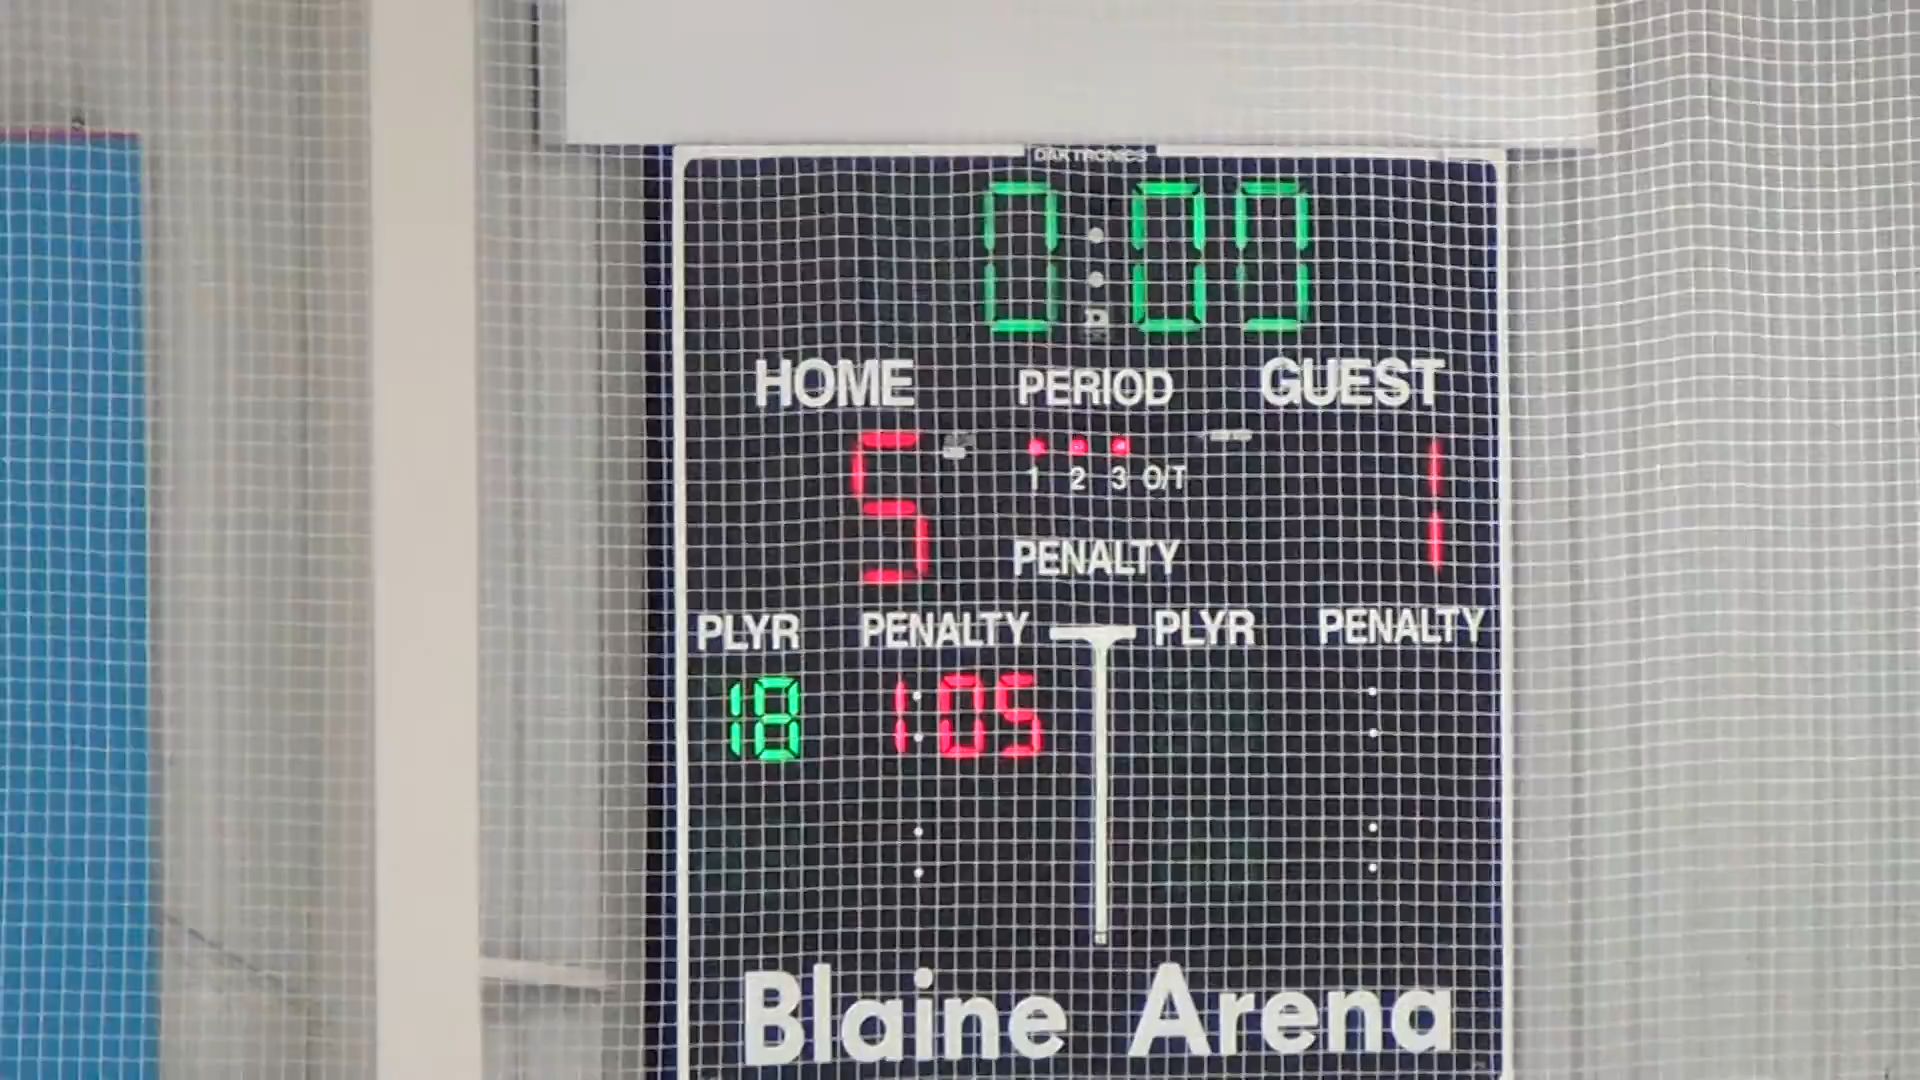 DAKTRONICS
0:00
HOME PERIOD GUEST
5 1
1 2 3 O/T
PENALTY
PLYR PENALTY PLYR PENALTY
18 1:05
Blaine Arena